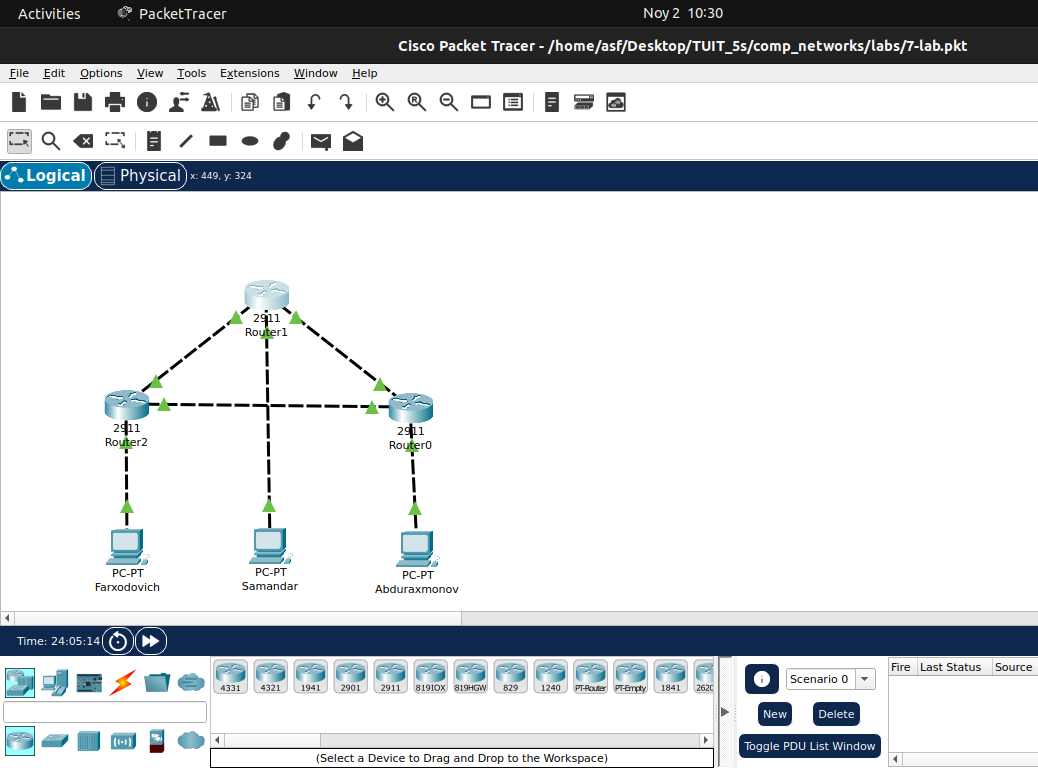 Activities PacketTracer Noy 2 10:30
Cisco Packet Tracer - /home/asf/Desktop/TUIT_5s/comp_networks/labs/7-lab.pkt
File Edit Options View Tools Extensions Window Help
Logical Physical x: 449, y: 324
2911
Router1
2911
Router2
2911
Router0
PC-PT
Farxodovich
PC-PT
Samandar
PC-PT
Abduraxmonov
Time: 24:05:14
4331 4321 1941 2901 2911 819IOX 819HGW 829 1240 PT-Router PT-Empty 1841 2620
Scenario 0
New Delete
Toggle PDU List Window
Fire Last Status Source
(Select a Device to Drag and Drop to the Workspace)